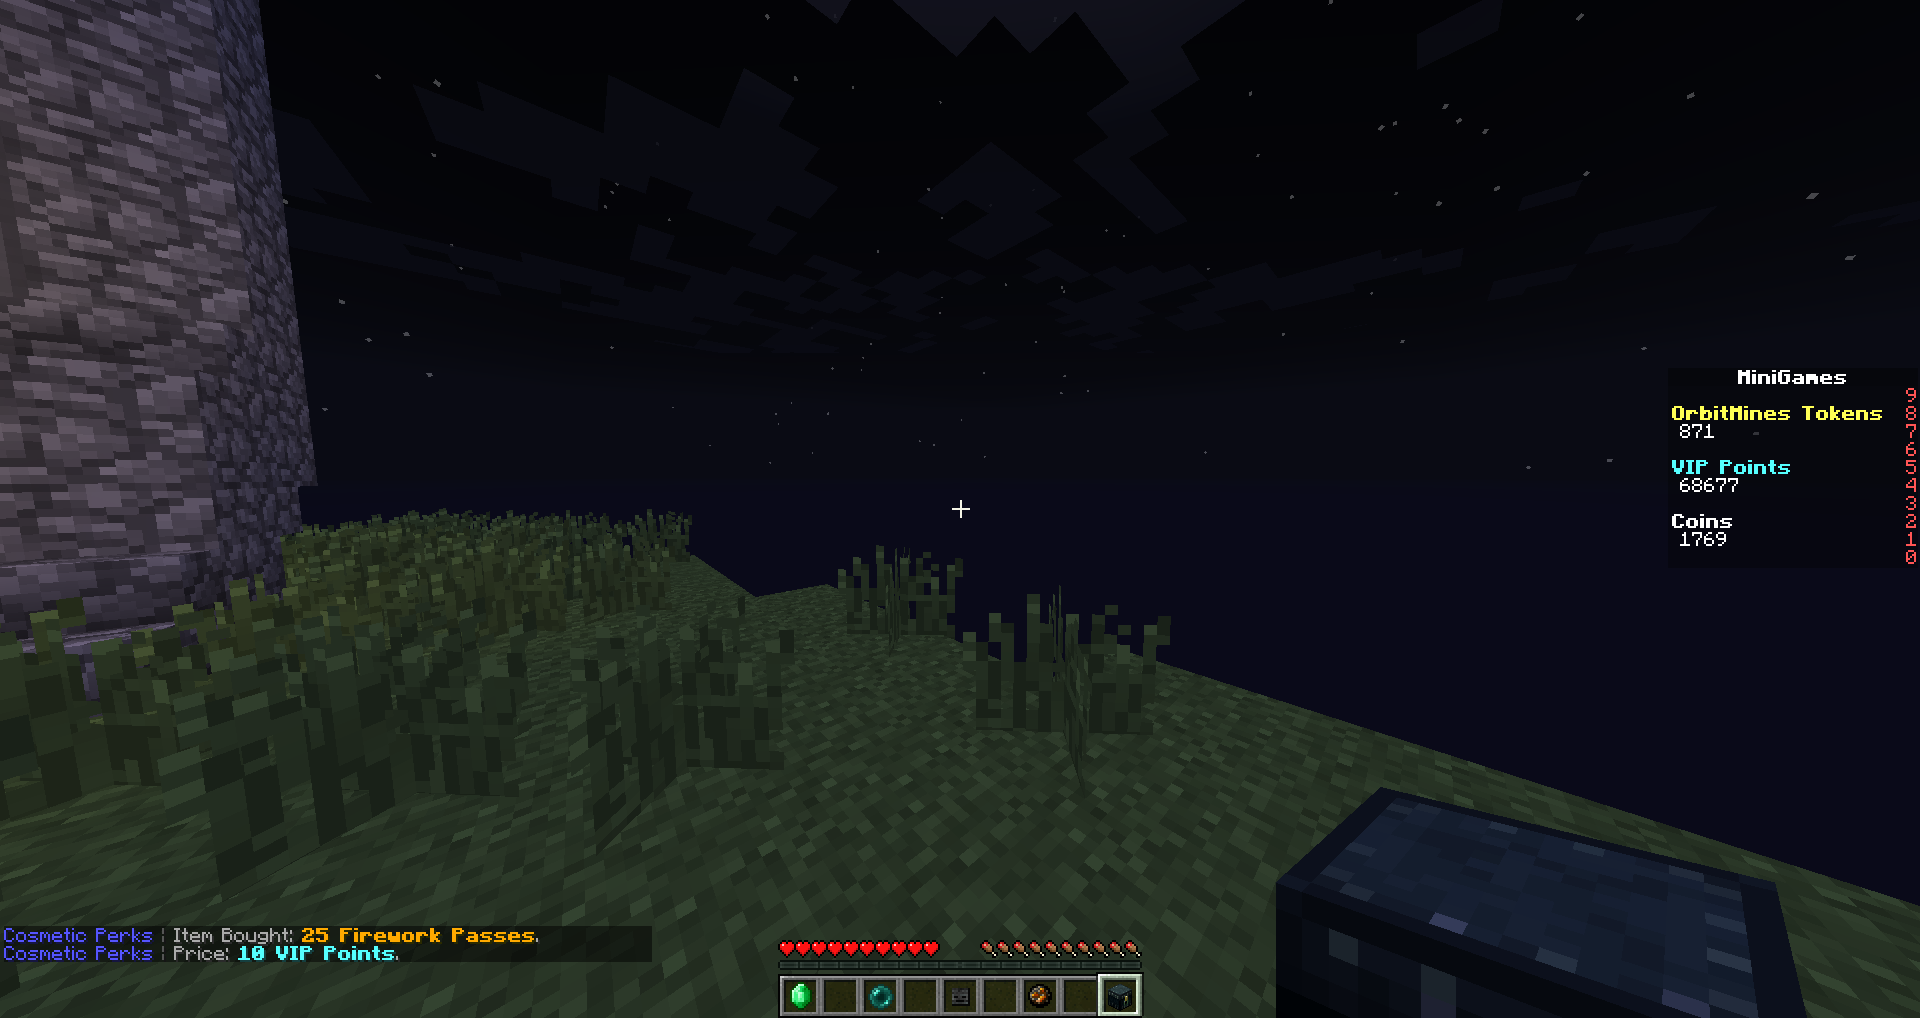 MiniGames
9
OrbitMines Tokens 8
871 7
6
VIP Points 5
68677 4
3
Coins 2
1769 1
0
Cosmetic Perks | Item Bought: 25 Firework Passes.
Cosmetic Perks | Price: 10 VIP Points.